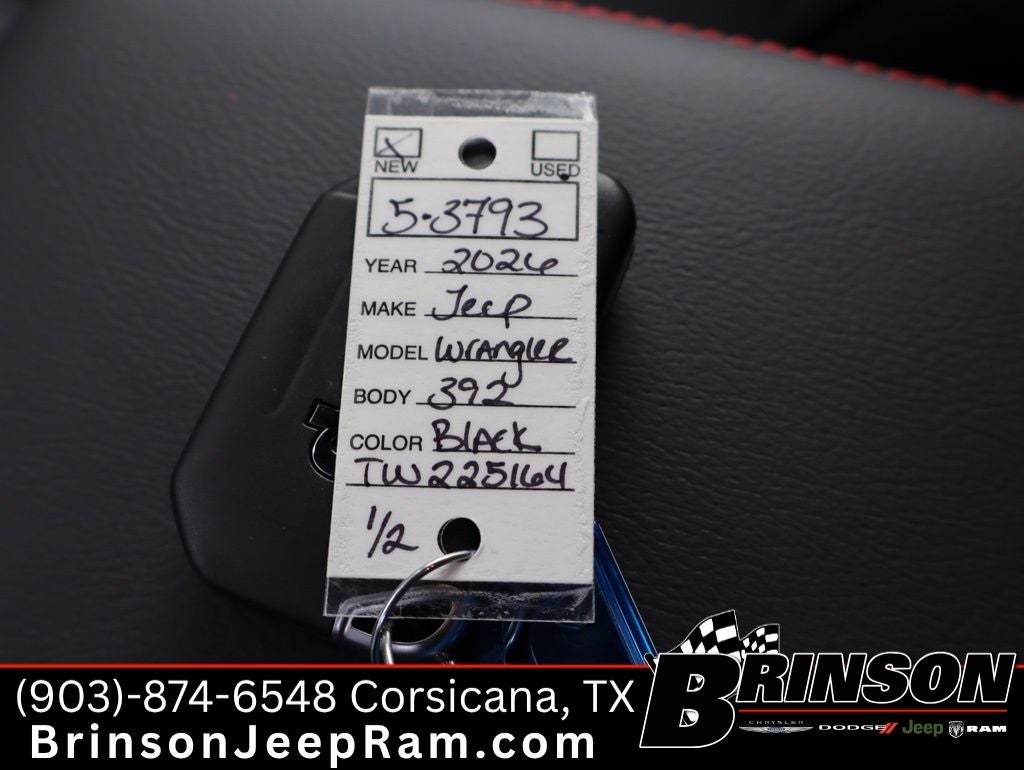 NEW USED
5-3793
YEAR 2026
MAKE Jeep
MODEL Wrangler
BODY 392
COLOR Black
TW225164
1/2
(903)-874-6548 Corsicana, TX
BrinsonJeepRam.com
BRINSON
CHRYSLER DODGE Jeep RAM